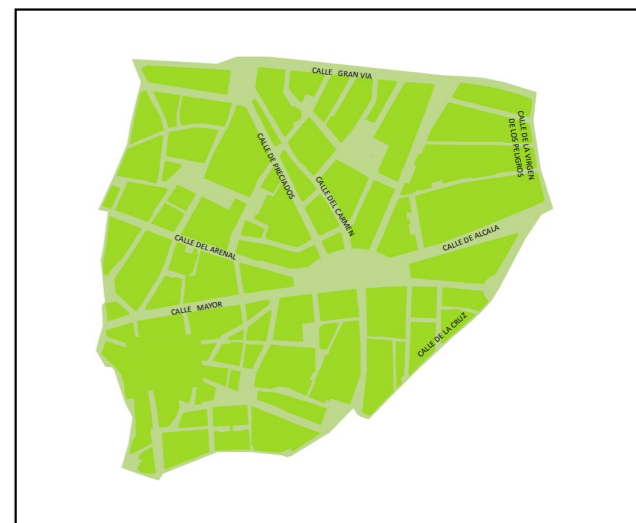 CALLE GRAN VÍA
CALLE DE LA VIRGEN
DE LOS PELIGROS
CALLE DE PRECIADOS
CALLE DEL CARMEN
CALLE DEL ARENAL
CALLE DE ALCALA
CALLE MAYOR
CALLE DE LA CRUZ